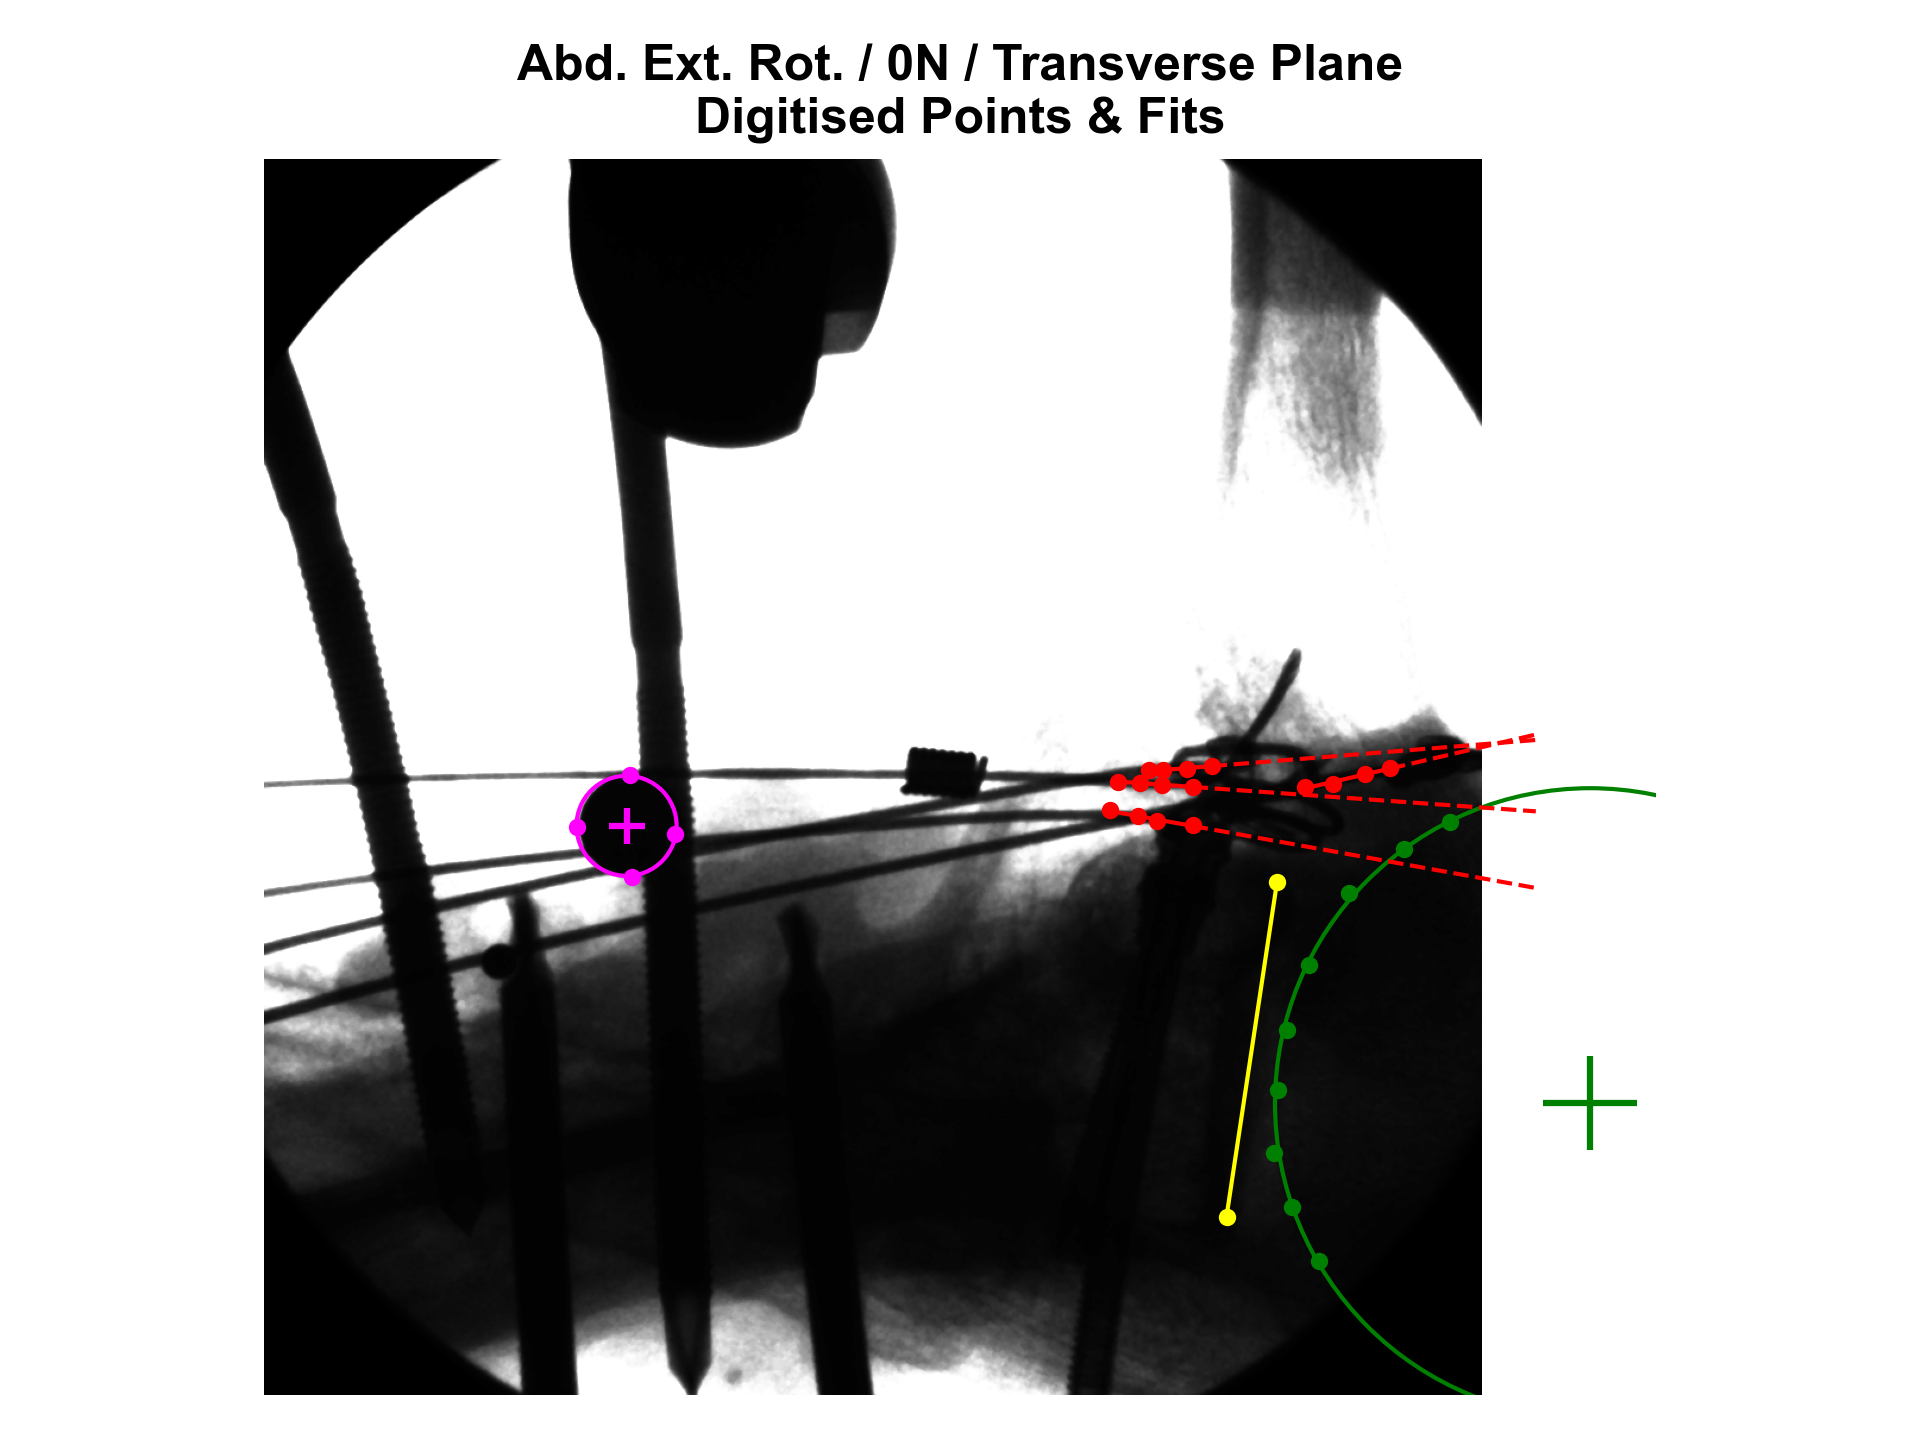 Abd. Ext. Rot. / 0N / Transverse Plane
Digitised Points & Fits